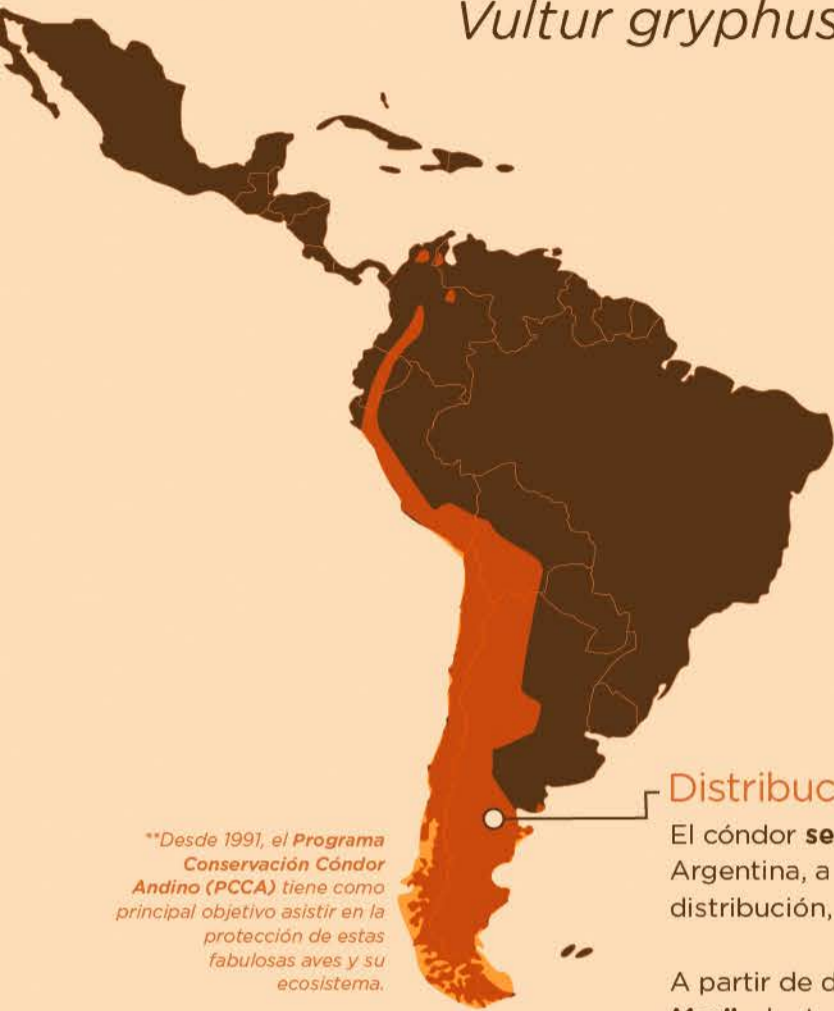 Vultur gryphus
**Desde 1991, el Programa
Conservación Cóndor
Andino (PCCA) tiene como
principal objetivo asistir en la
protección de estas
fabulosas aves y su
ecosistema.
El cóndor se
Argentina, a
distribución,
A partir de d